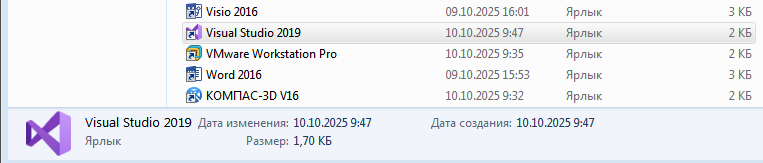 Visio 2016 09.10.2025 16:01 Ярлык 3 КБ
Visual Studio 2019 10.10.2025 9:47 Ярлык 2 КБ
VMware Workstation Pro 10.10.2025 9:35 Ярлык 2 КБ
Word 2016 09.10.2025 15:53 Ярлык 3 КБ
КОМПАС-3D V16 10.10.2025 9:32 Ярлык 2 КБ
Visual Studio 2019 Дата изменения: 10.10.2025 9:47 Дата создания: 10.10.2025 9:47
Ярлык Размер: 1,70 КБ